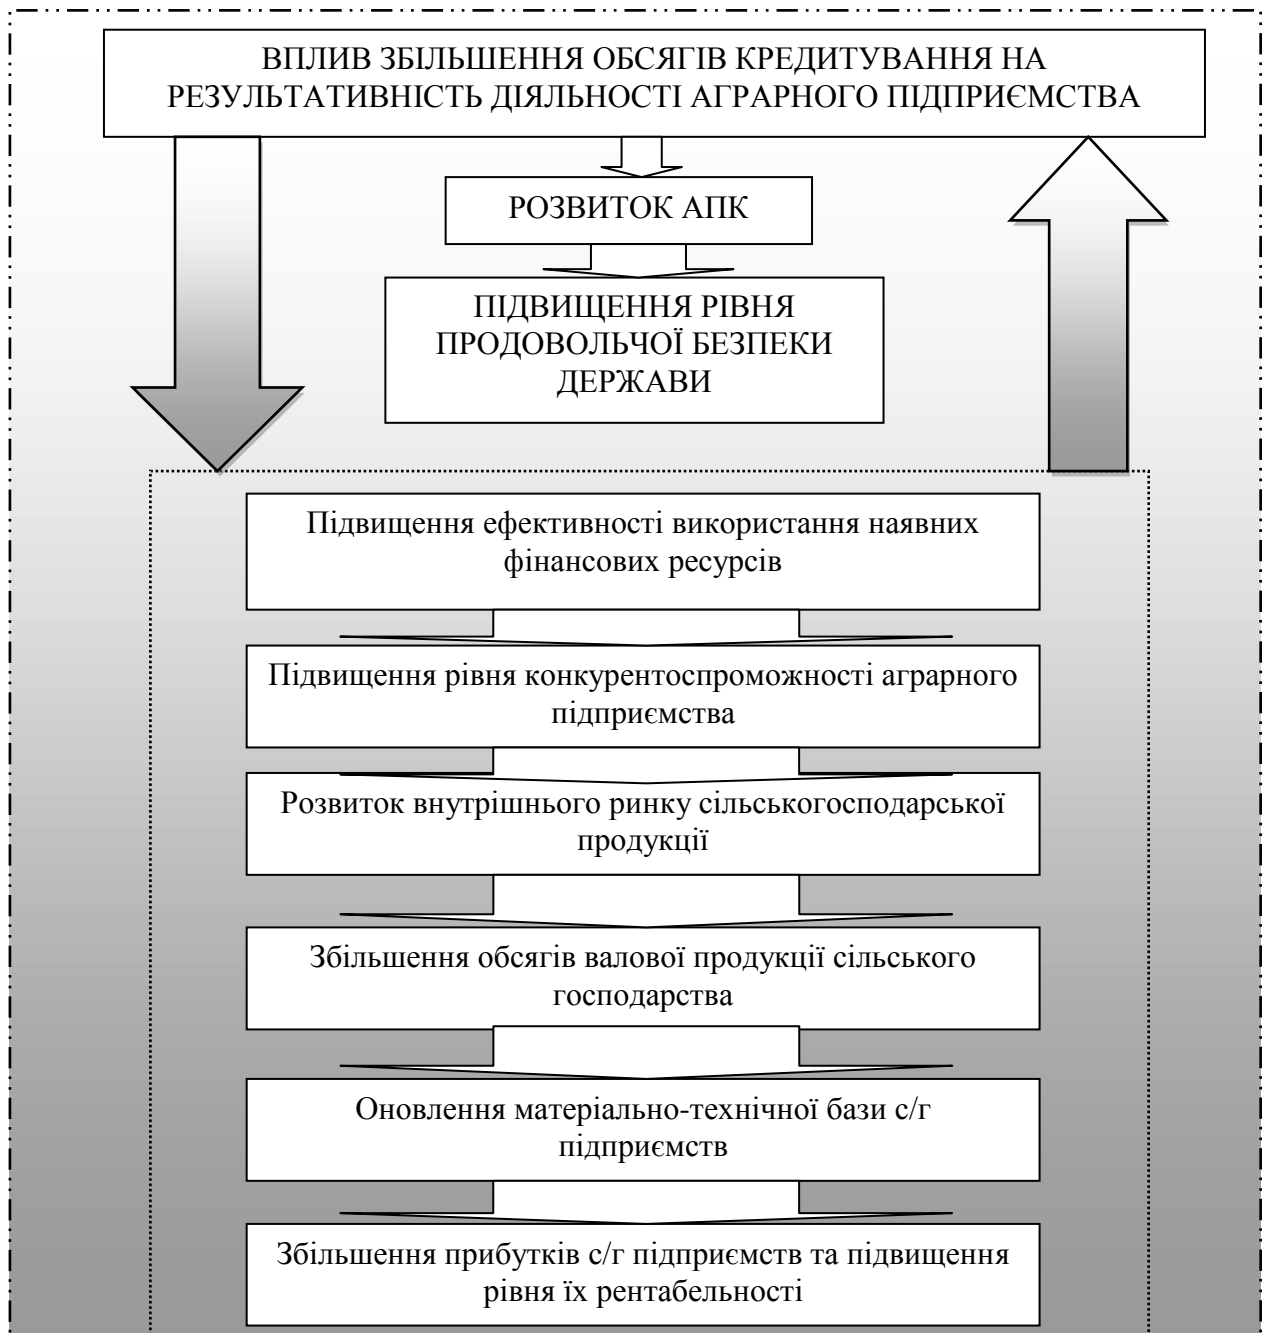 ВПЛИВ ЗБІЛЬШЕННЯ ОБСЯГІВ КРЕДИТУВАННЯ НА
РЕЗУЛЬТАТИВНІСТЬ ДІЯЛЬНОСТІ АГРАРНОГО ПІДПРИЄМСТВА
РОЗВИТОК АПК
ПІДВИЩЕННЯ РІВНЯ
ПРОДОВОЛЬЧОЇ БЕЗПЕКИ
ДЕРЖАВИ
Підвищення ефективності використання наявних
фінансових ресурсів
Підвищення рівня конкурентоспроможності аграрного
підприємства
Розвиток внутрішнього ринку сільськогосподарської
продукції
Збільшення обсягів валової продукції сільського
господарства
Оновлення матеріально-технічної бази с/г
підприємств
Збільшення прибутків с/г підприємств та підвищення
рівня їх рентабельності